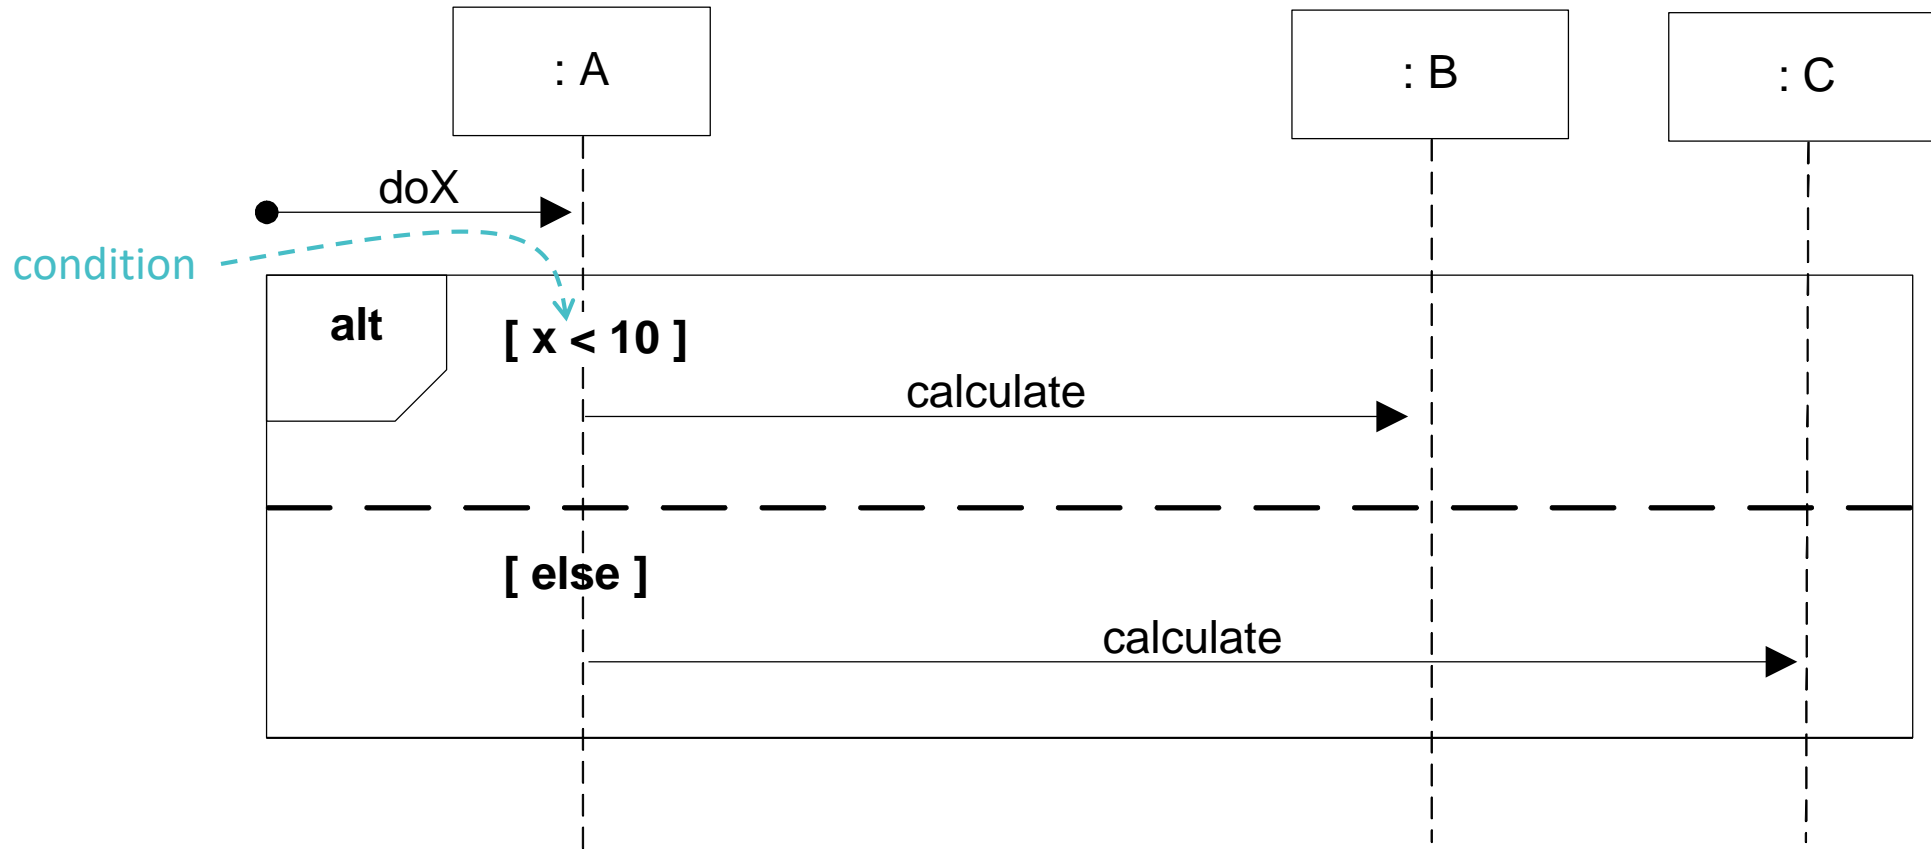 : A
: B
: C
doX
condition
alt
[ x < 10 ]
calculate
[ else ]
calculate